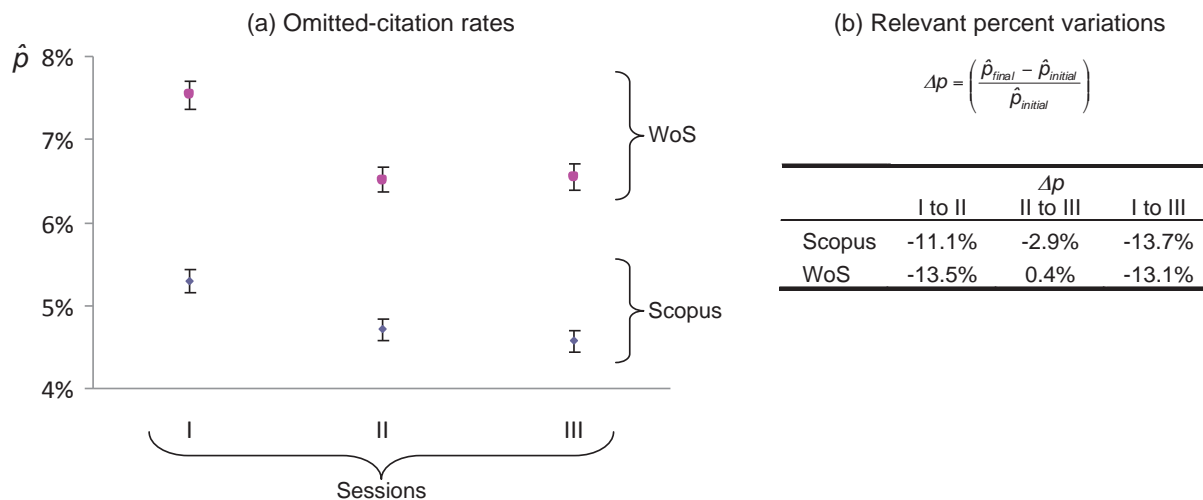 (a) Omitted-citation rates
p̂
8%
7%
6%
5%
4%
WoS
Scopus
I II III
Sessions
(b) Relevant percent variations
Δp = ( (p̂final − p̂initial) / p̂initial )
Δp
I to II II to III I to III
Scopus -11.1% -2.9% -13.7%
WoS -13.5% 0.4% -13.1%